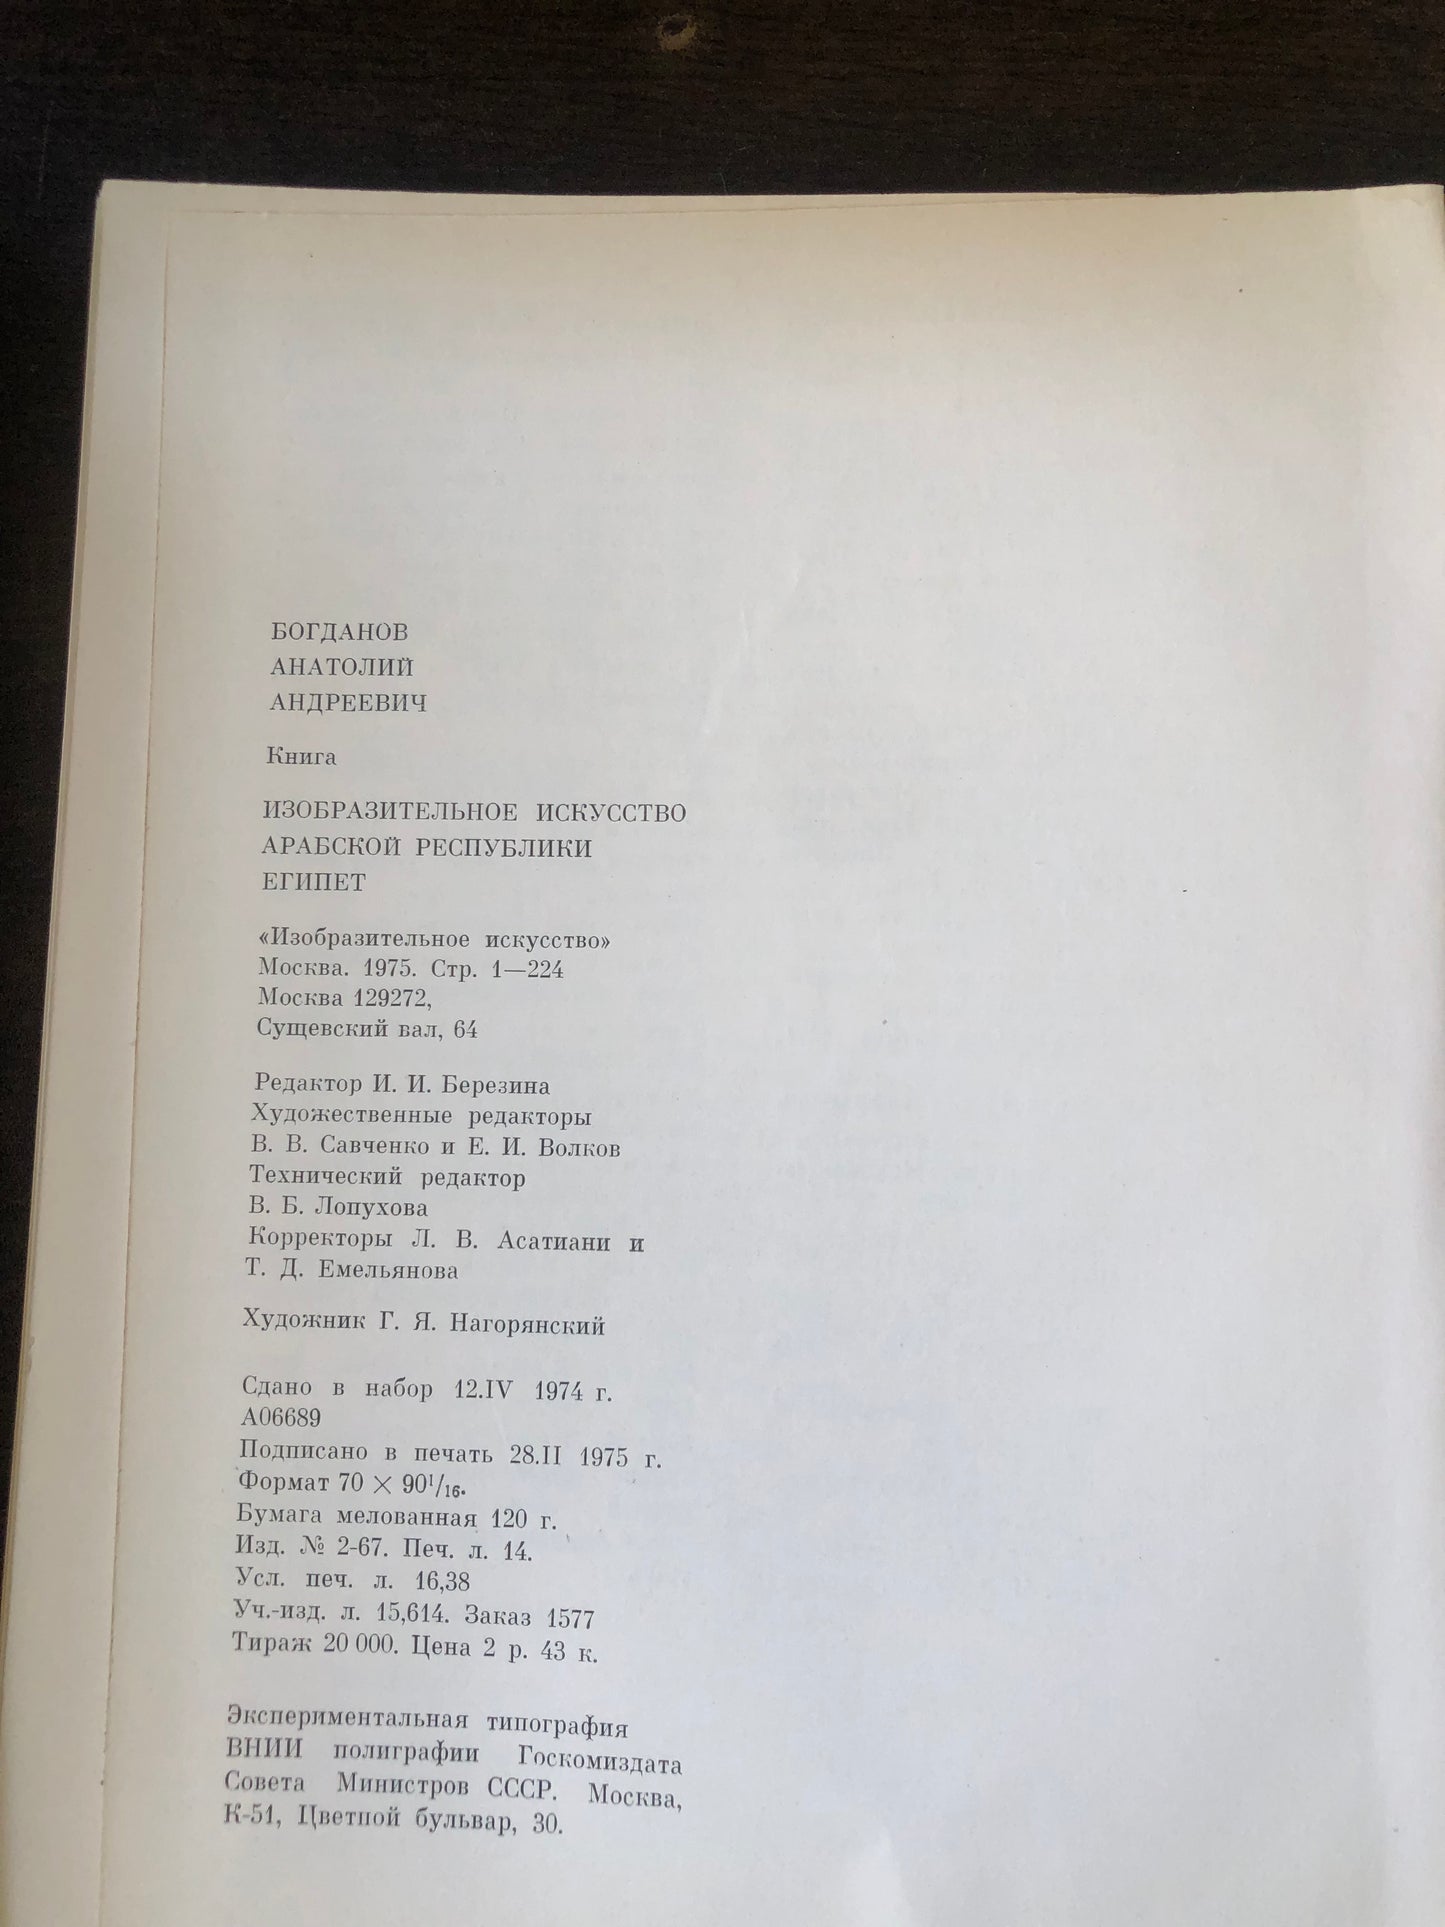 БОГДАНОВ
АНАТОЛИЙ
АНДРЕЕВИЧ
Книга
ИЗОБРАЗИТЕЛЬНОЕ ИСКУССТВО
АРАБСКОЙ РЕСПУБЛИКИ
ЕГИПЕТ
«Изобразительное искусство»
Москва. 1975. Стр. 1—224
Москва 129272,
Сущевский вал, 64
Редактор И. И. Березина
Художественные редакторы
В. В. Савченко и Е. И. Волков
Технический редактор
В. Б. Лопухова
Корректоры Л. В. Асатиани и
Т. Д. Емельянова
Художник Г. Я. Нагорянский
Сдано в набор 12.IV 1974 г.
А06689
Подписано в печать 28.II 1975 г.
Формат 70 × 90¹/₁₆.
Бумага мелованная 120 г.
Изд. № 2-67. Печ. л. 14.
Усл. печ. л. 16,38
Уч.-изд. л. 15,614. Заказ 1577
Тираж 20 000. Цена 2 р. 43 к.
Экспериментальная типография
ВНИИ полиграфии Госкомиздата
Совета Министров СССР. Москва,
К-51, Цветной бульвар, 30.